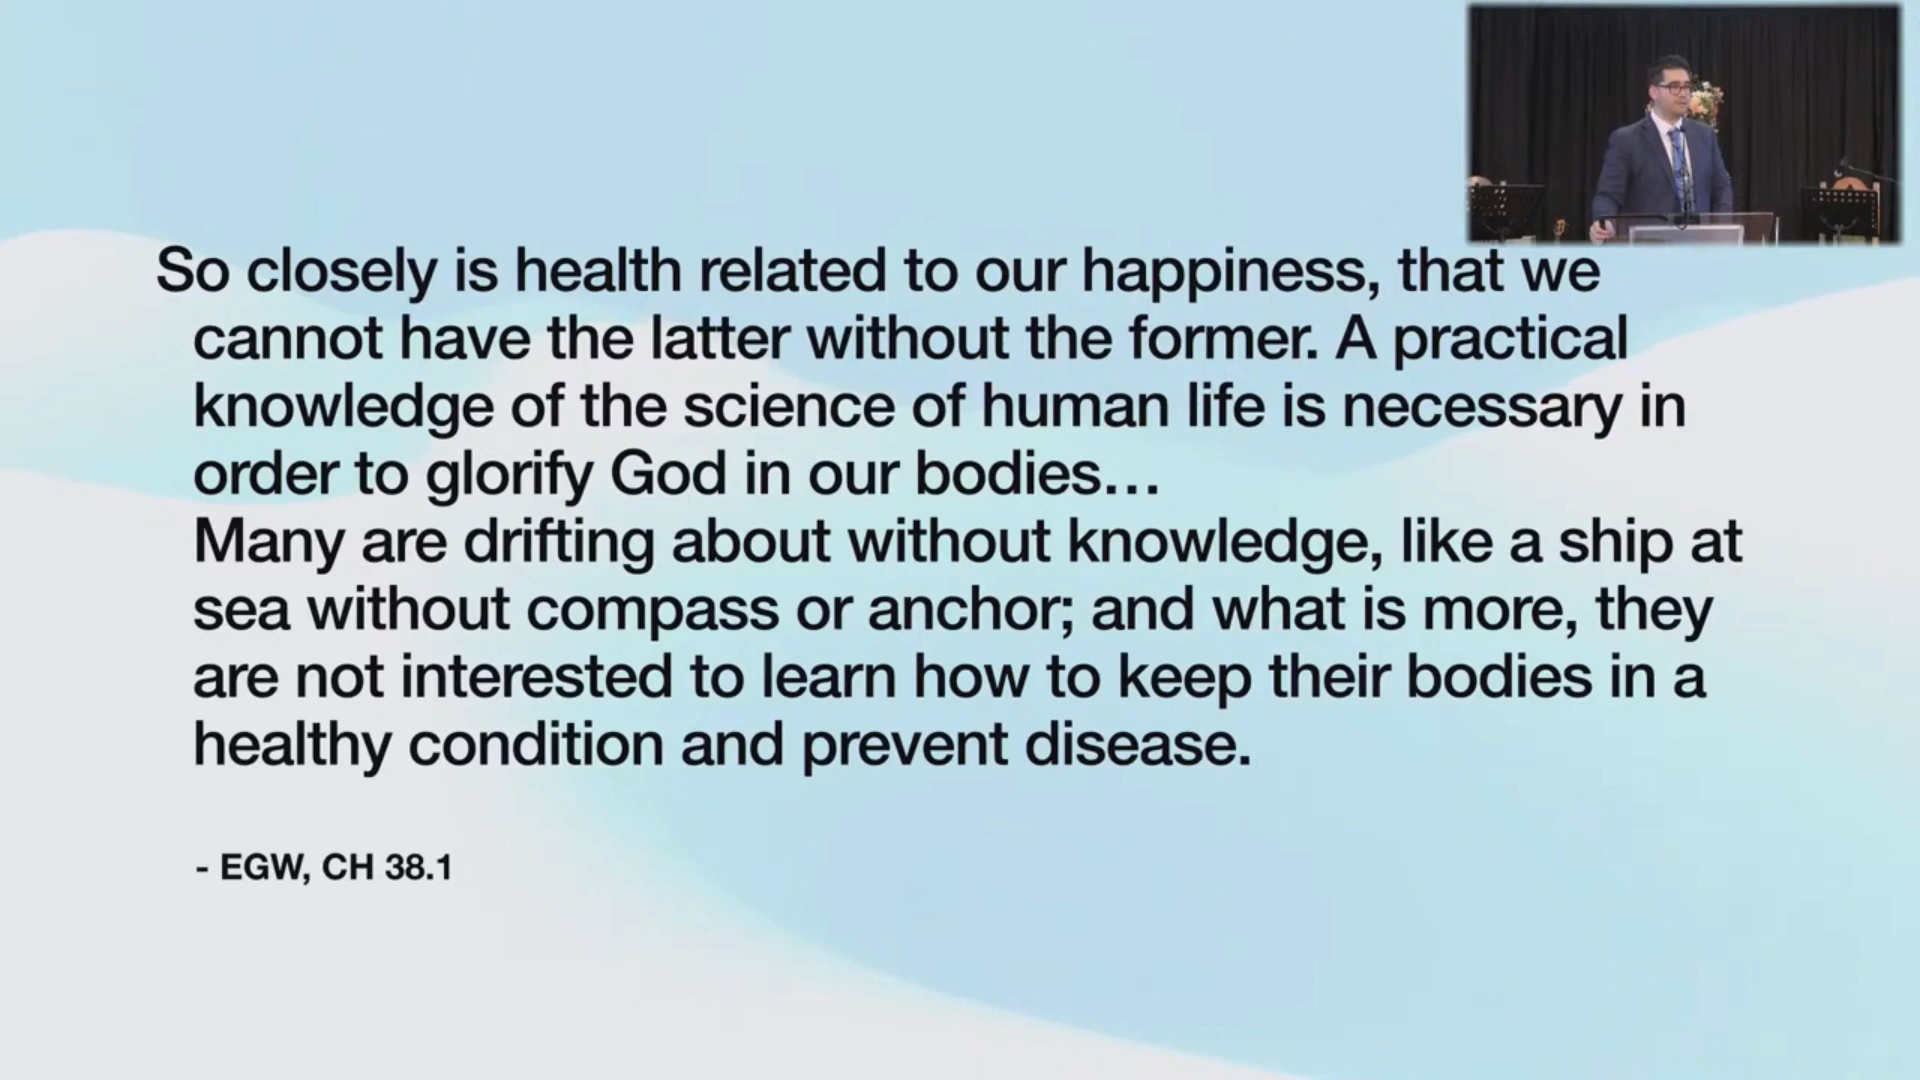 So closely is health related to our happiness, that we
cannot have the latter without the former. A practical
knowledge of the science of human life is necessary in
order to glorify God in our bodies…
Many are drifting about without knowledge, like a ship at
sea without compass or anchor; and what is more, they
are not interested to learn how to keep their bodies in a
healthy condition and prevent disease.
- EGW, CH 38.1